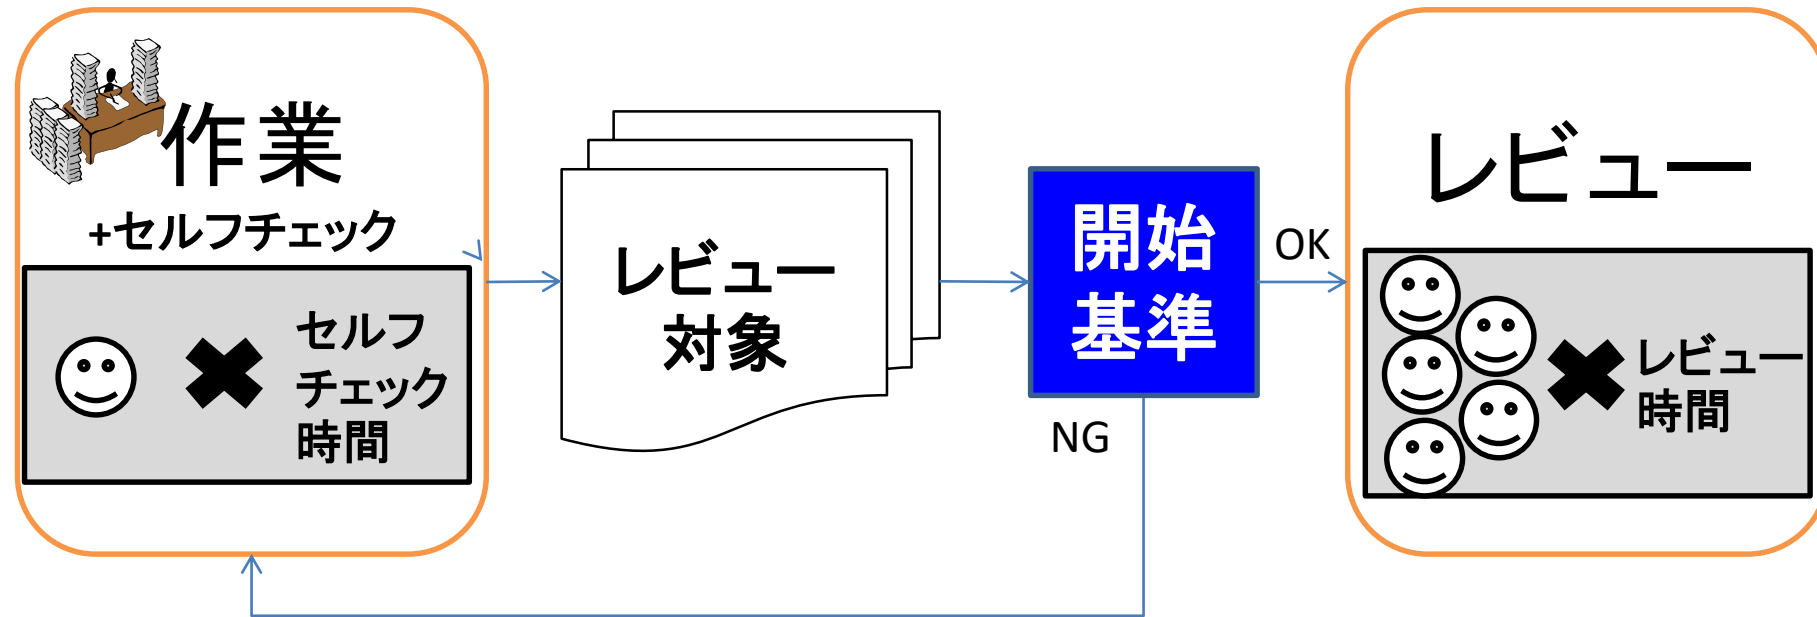 作業
+セルフチェック
セルフ
チェック
時間
レビュー
対象
開始
基準
OK
NG
レビュー
レビュー
時間